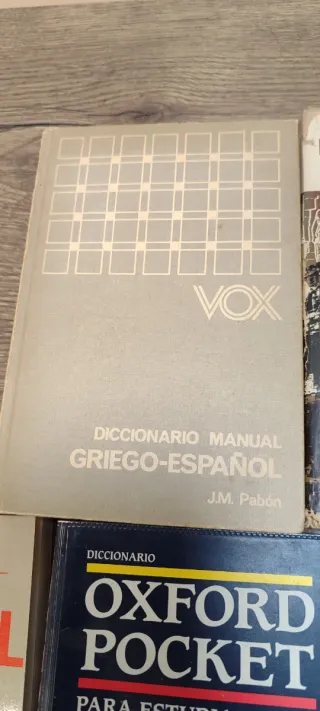 VOX
DICCIONARIO MANUAL
GRIEGO-ESPAÑOL
J.M. Pabón
DICCIONARIO
OXFORD
POCKET
L